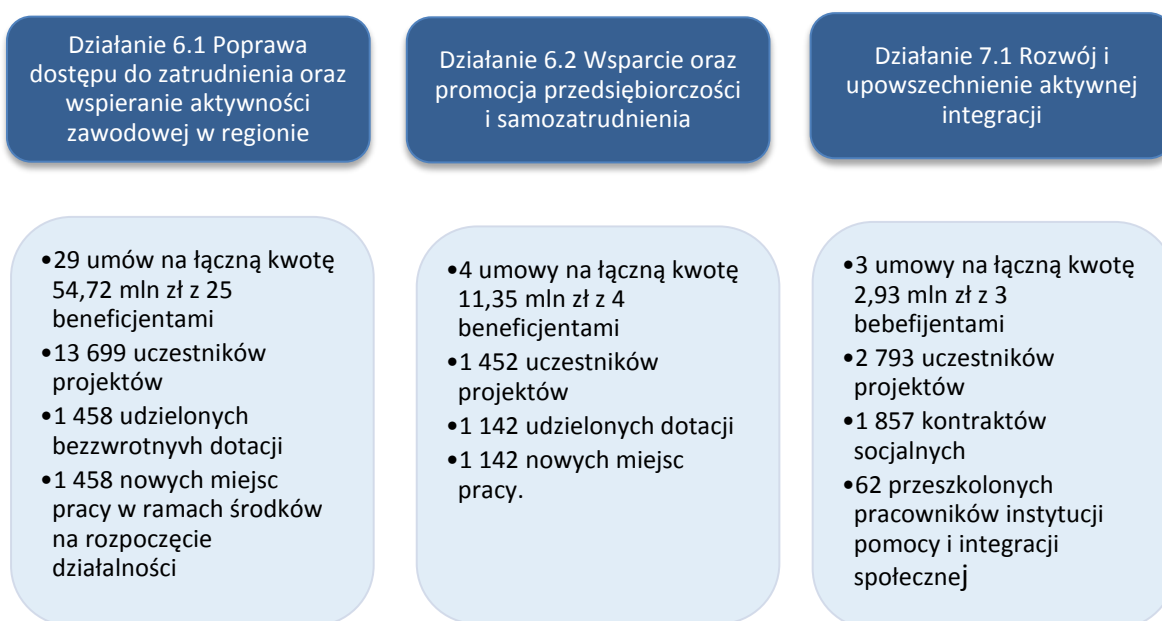 Działanie 6.1 Poprawa
dostępu do zatrudnienia oraz
wspieranie aktywności
zawodowej w regionie
Działanie 6.2 Wsparcie oraz
promocja przedsiębiorczości
i samozatrudnienia
Działanie 7.1 Rozwój i
upowszechnienie aktywnej
integracji
•29 umów na łączną kwotę
54,72 mln zł z 25
beneficjentami
•13 699 uczestników
projektów
•1 458 udzielonych
bezzwrotnyvh dotacji
•1 458 nowych miejsc
pracy w ramach środków
na rozpoczęcie
działalności
•4 umowy na łączną kwotę
11,35 mln zł z 4
beneficjentami
•1 452 uczestników
projektów
•1 142 udzielonych dotacji
•1 142 nowych miejsc
pracy.
•3 umowy na łączną kwotę
2,93 mln zł z 3
bebefijentami
•2 793 uczestników
projektów
•1 857 kontraktów
socjalnych
•62 przeszkolonych
pracowników instytucji
pomocy i integracji
społecznej